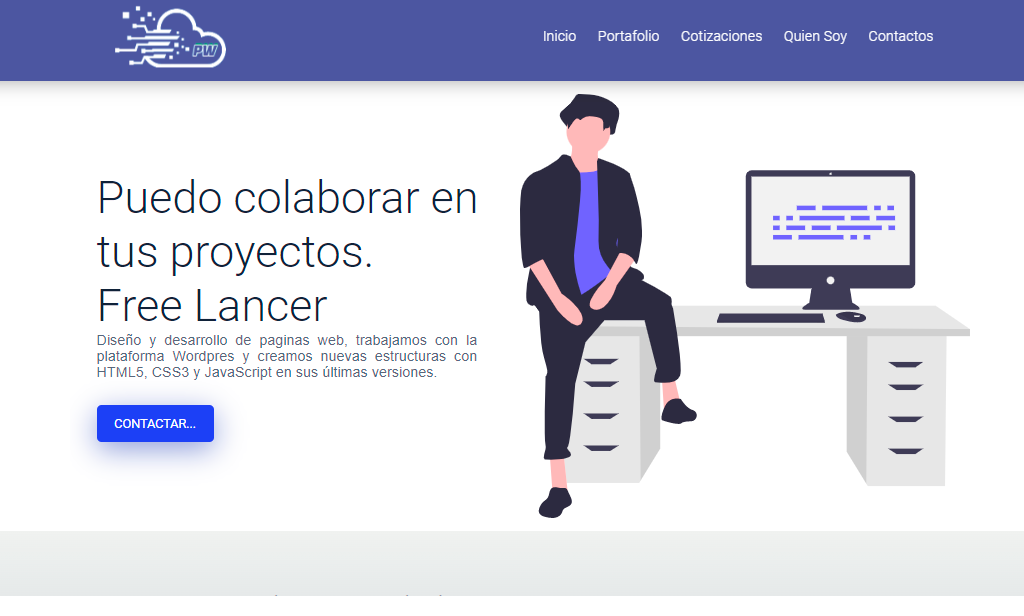 PW
Inicio Portafolio Cotizaciones Quien Soy Contactos
Puedo colaborar en
tus proyectos.
Free Lancer
Diseño y desarrollo de paginas web, trabajamos con la
plataforma Wordpres y creamos nuevas estructuras con
HTML5, CSS3 y JavaScript en sus últimas versiones.
CONTACTAR...